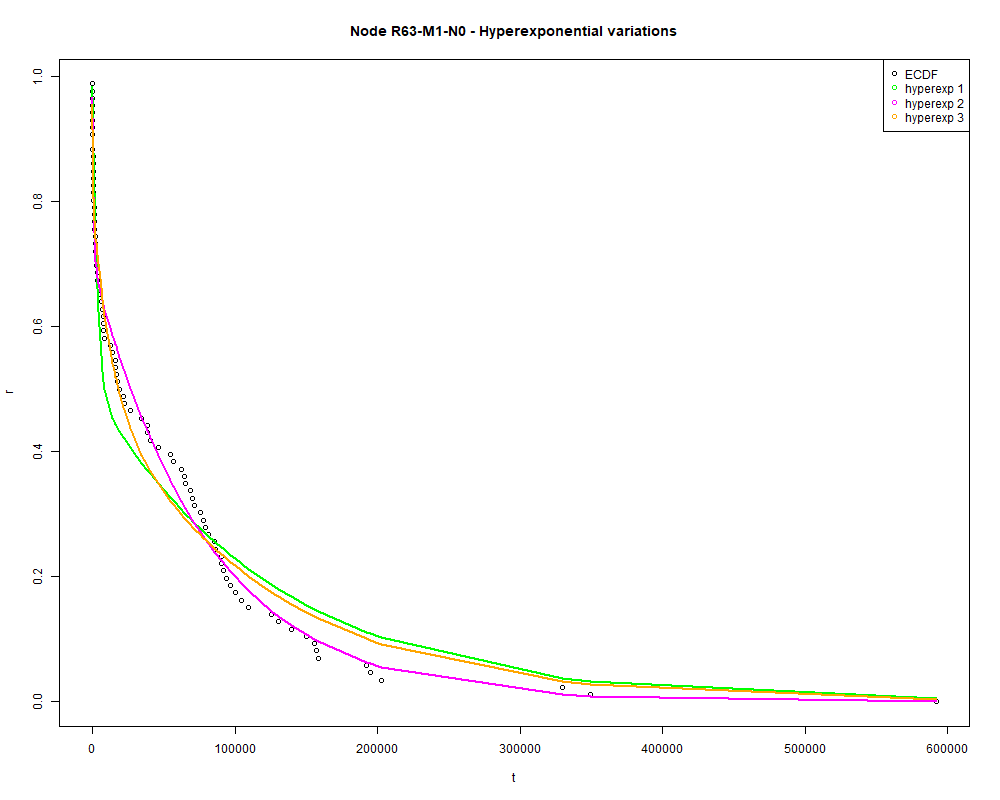 Node R63-M1-N0 - Hyperexponential variations
ECDF
hyperexp 1
hyperexp 2
hyperexp 3
1.0
0.8
0.6
r
0.4
0.2
0.0
0 100000 200000 300000 400000 500000 600000
t